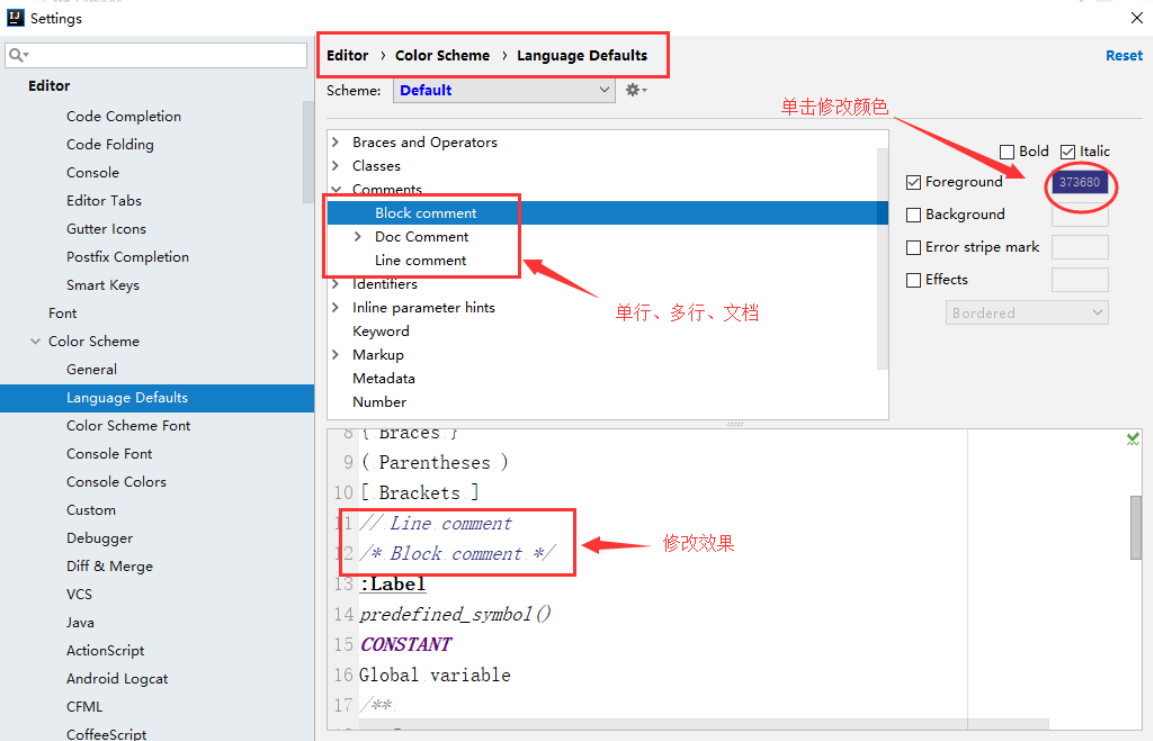 Settings
Editor
Code Completion
Code Folding
Console
Editor Tabs
Gutter Icons
Postfix Completion
Smart Keys
Font
Color Scheme
General
Language Defaults
Color Scheme Font
Console Font
Console Colors
Custom
Debugger
Diff & Merge
VCS
Java
ActionScript
Android Logcat
CFML
CoffeeScript
Editor › Color Scheme › Language Defaults
Reset
Scheme: Default
单击修改颜色
Braces and Operators
Classes
Comments
Block comment
Doc Comment
Line comment
Identifiers
Inline parameter hints
Keyword
Markup
Metadata
Number
单行、多行、文档
Bold Italic
Foreground 373680
Background
Error stripe mark
Effects
Bordered
8 { Braces }
9 ( Parentheses )
10 [ Brackets ]
11 // Line comment
12 /* Block comment */
修改效果
13 :Label
14 predefined_symbol()
15 CONSTANT
16 Global variable
17 /**